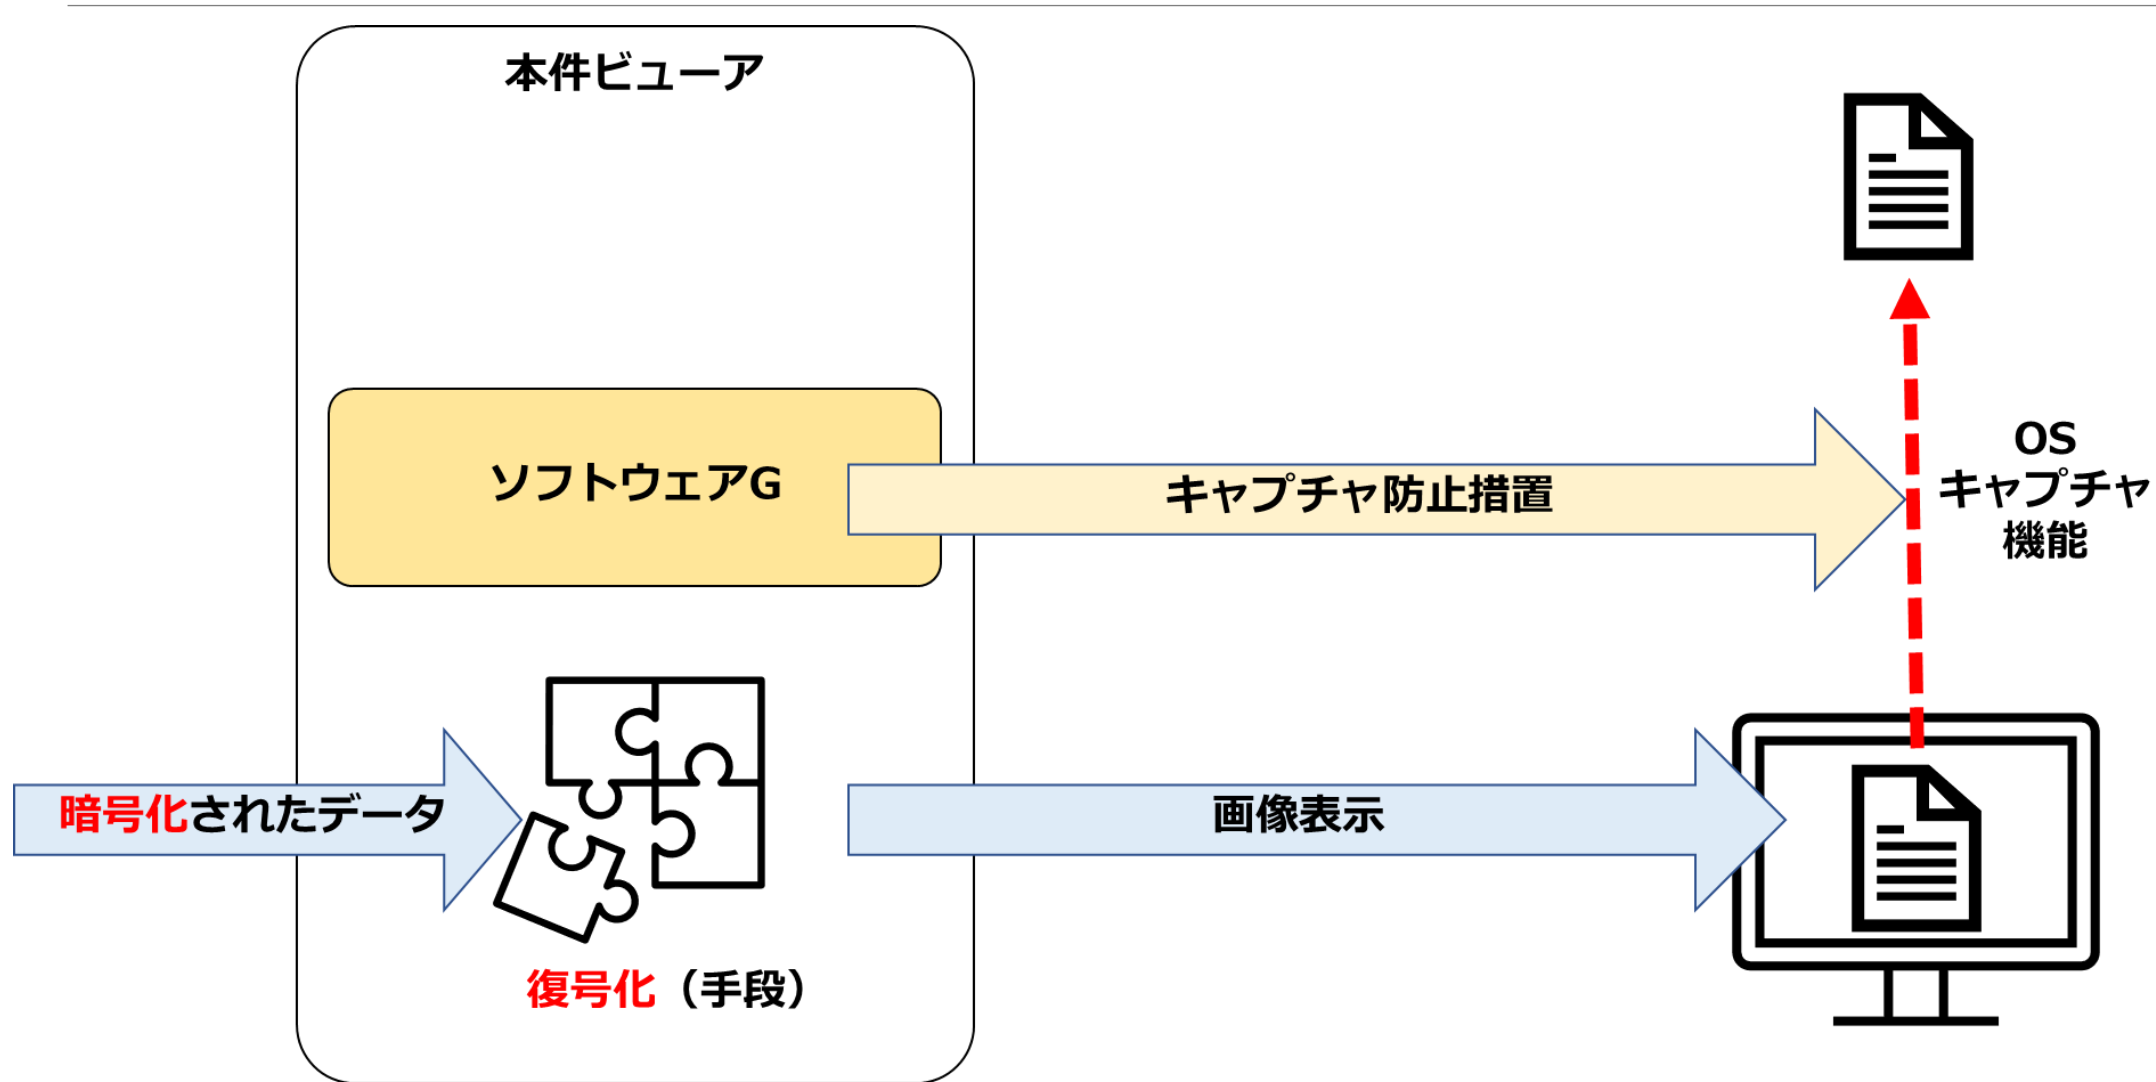 本件ビューア
ソフトウェアG
キャプチャ防止措置
OS
キャプチャ
機能
暗号化されたデータ
画像表示
復号化（手段）